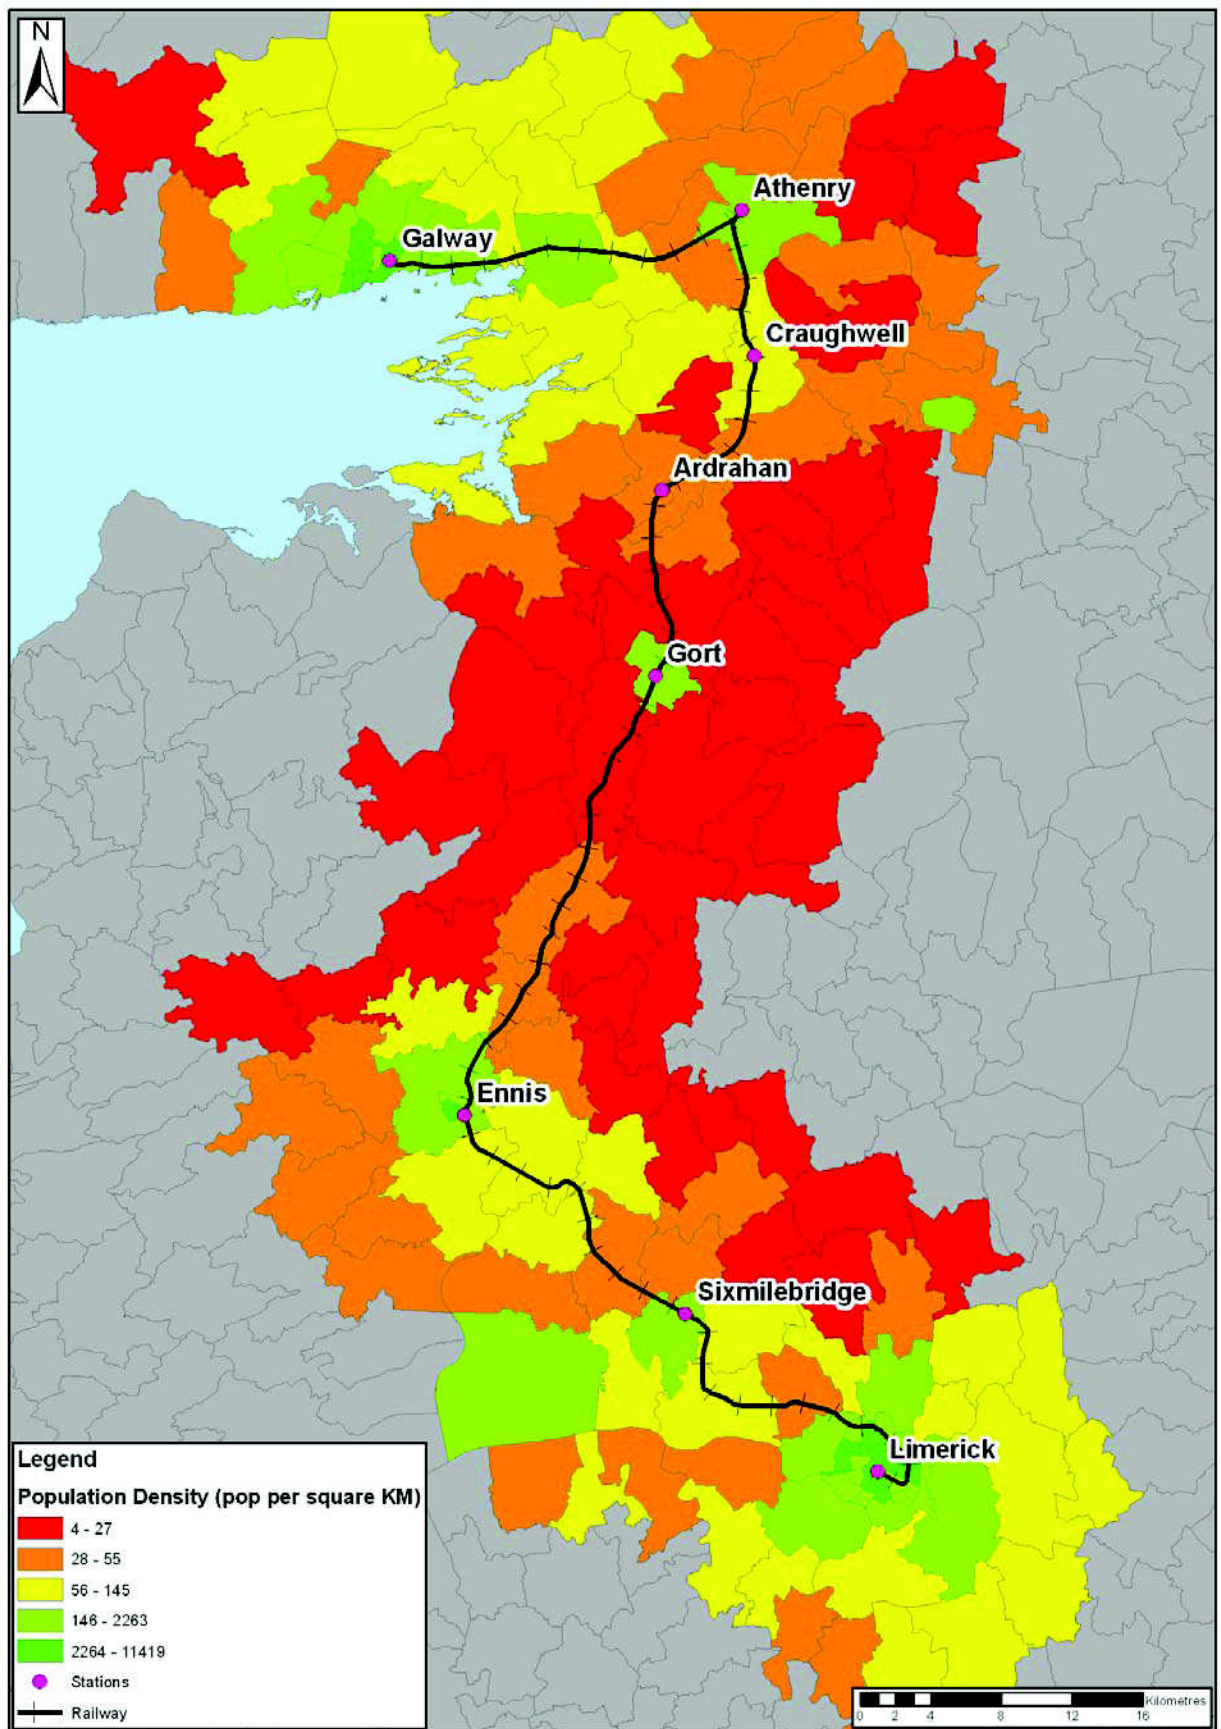 N
Athenry
Galway
Craughwell
Ardrahan
Gort
Ennis
Sixmilebridge
Limerick
Legend
Population Density (pop per square KM)
4 - 27
28 - 55
56 - 145
146 - 2263
2264 - 11419
Stations
Railway
Kilometres
0 2 4 8 12 16